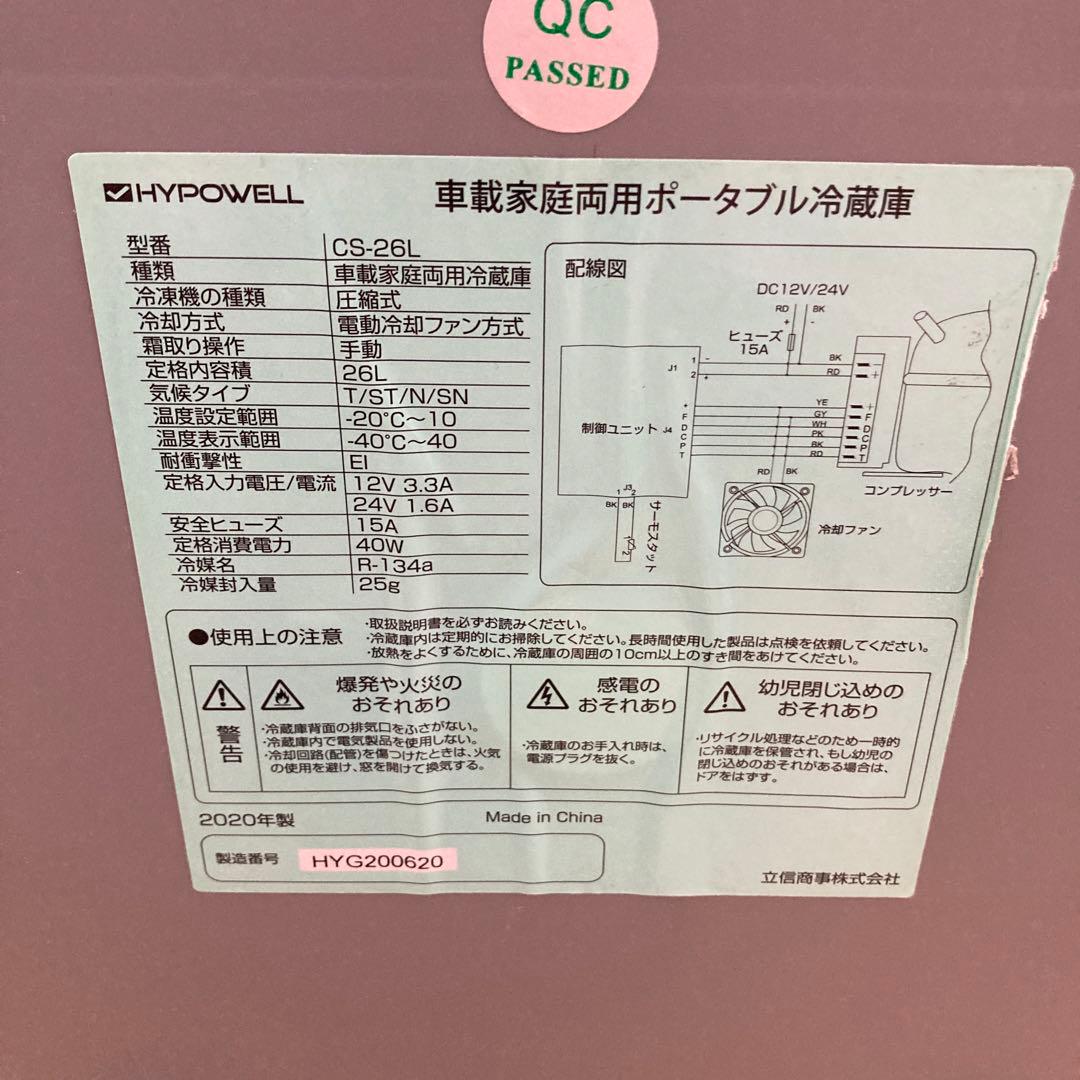 QC
PASSED
HYPOWELL
車載家庭両用ポータブル冷蔵庫
型番 CS-26L
種類 車載家庭両用冷蔵庫
冷凍機の種類 圧縮式
冷却方式 電動冷却ファン方式
霜取り操作 手動
定格内容積 26L
気候タイプ T/ST/N/SN
温度設定範囲 -20℃~10
温度表示範囲 -40℃~40
耐衝撃性 EI
定格入力電圧/電流 12V 3.3A
24V 1.6A
安全ヒューズ 15A
定格消費電力 40W
冷媒名 R-134a
冷媒封入量 25g
配線図
DC12V/24V
RD BK
+ -
ヒューズ
15A
BK
RD
J1
1 -
2 +
- +
制御ユニット J4
+ F D C P T
YE
GY
WH
PK
BK
RD
+ F D C P T
RD BK
J3
1 2
BK BK
サーモスタット
1 2
コンプレッサー
冷却ファン
●使用上の注意
・取扱説明書を必ずお読みください。
・冷蔵庫内は定期的にお掃除してください。長時間使用した製品は点検を依頼してください。
・放熱をよくするために、冷蔵庫の周囲の10cm以上のすき間をあけてください。
警告
爆発や火災の
おそれあり
・冷蔵庫背面の排気口をふさがない。
・冷蔵庫内で電気製品を使用しない。
・冷却回路(配管)を傷つけたときは、火気
の使用を避け、窓を開けて換気する。
感電の
おそれあり
・冷蔵庫のお手入れ時は、
電源プラグを抜く。
幼児閉じ込めの
おそれあり
・リサイクル処理などのため一時的
に冷蔵庫を保管され、もし幼児の
閉じ込めのおそれがある場合は、
ドアをはずす。
2020年製
Made in China
製造番号 HYG200620
立信商事株式会社